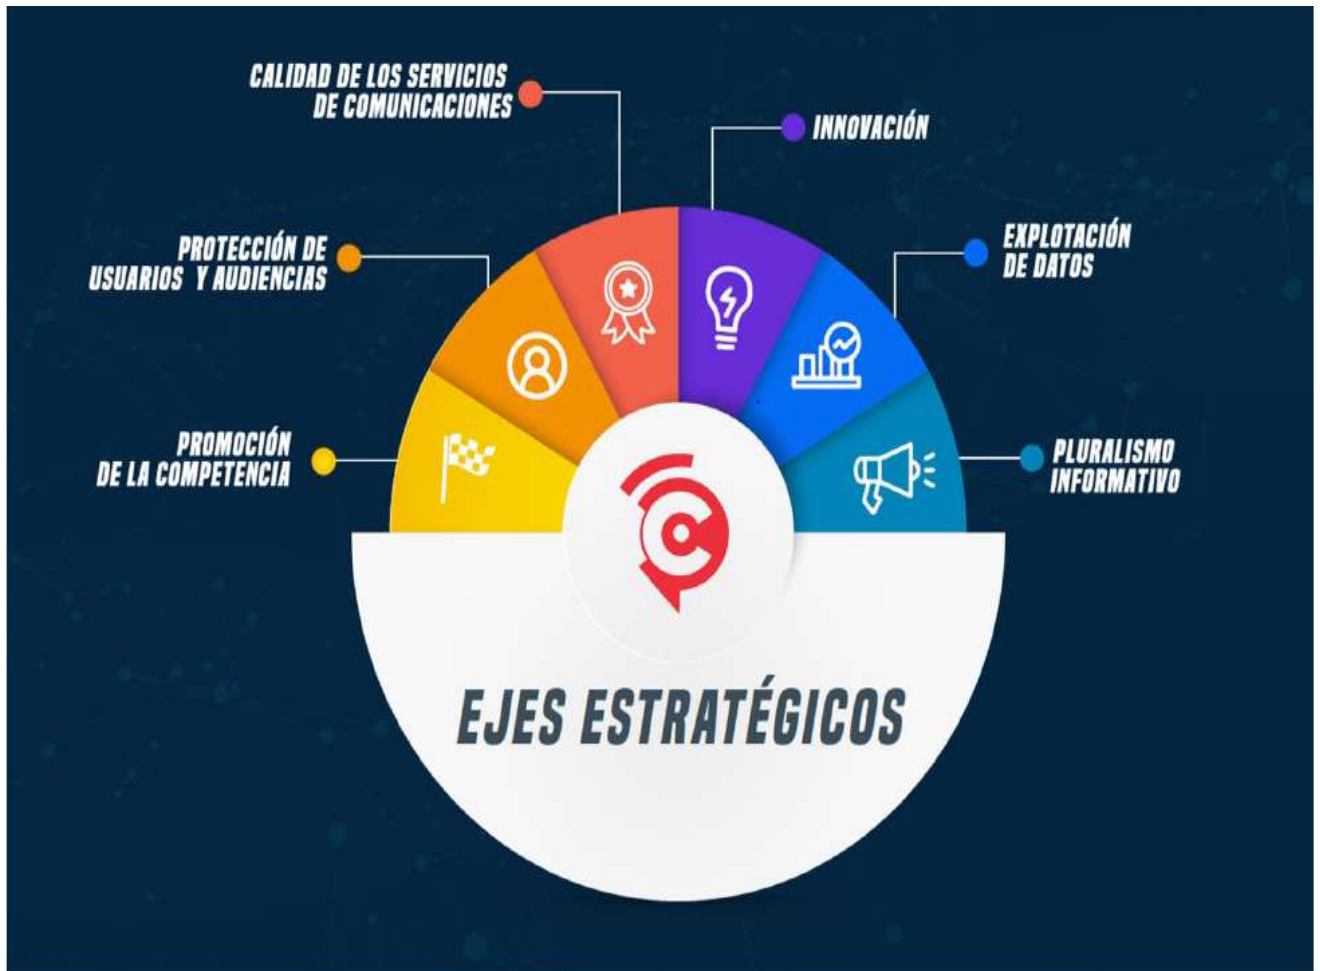 CALIDAD DE LOS SERVICIOS
DE COMUNICACIONES
INNOVACIÓN
PROTECCIÓN DE
USUARIOS Y AUDIENCIAS
EXPLOTACIÓN
DE DATOS
PROMOCIÓN
DE LA COMPETENCIA
PLURALISMO
INFORMATIVO
EJES ESTRATÉGICOS